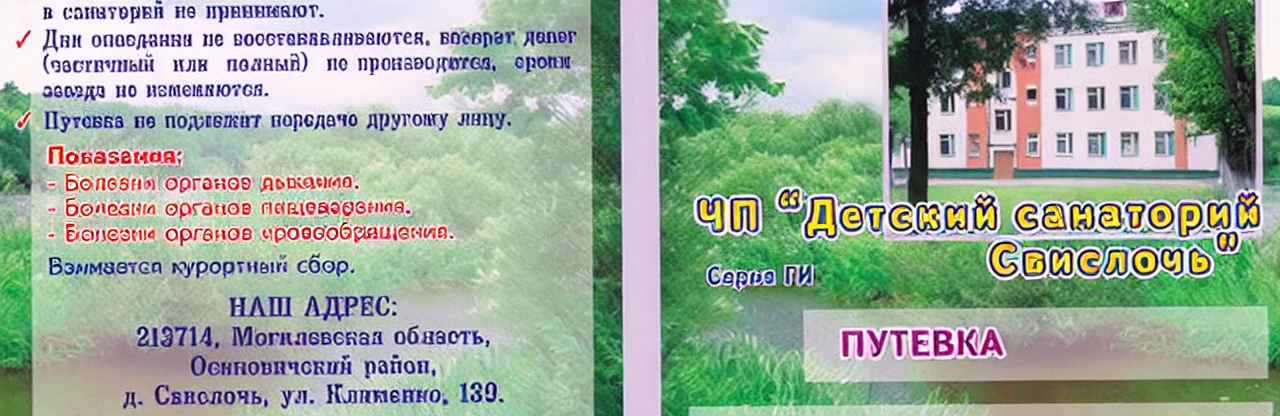 в санаторий не принимают.
✓ Дни опоздания не восстанавливаются, возврат денег
(частичный или полный) не производится, сроки
заезда не изменяются.
✓ Путевка не подлежит передаче другому лицу.
Показания:
- Болезни органов дыхания.
- Болезни органов пищеварения.
- Болезни органов кровообращения.
Взимается курортный сбор.
НАШ АДРЕС:
213714, Могилевская область,
Осиповичский район,
д. Свислочь, ул. Клименко, 139.
ЧП “Детский санаторий
Свислочь”
Серия ГИ
ПУТЕВКА